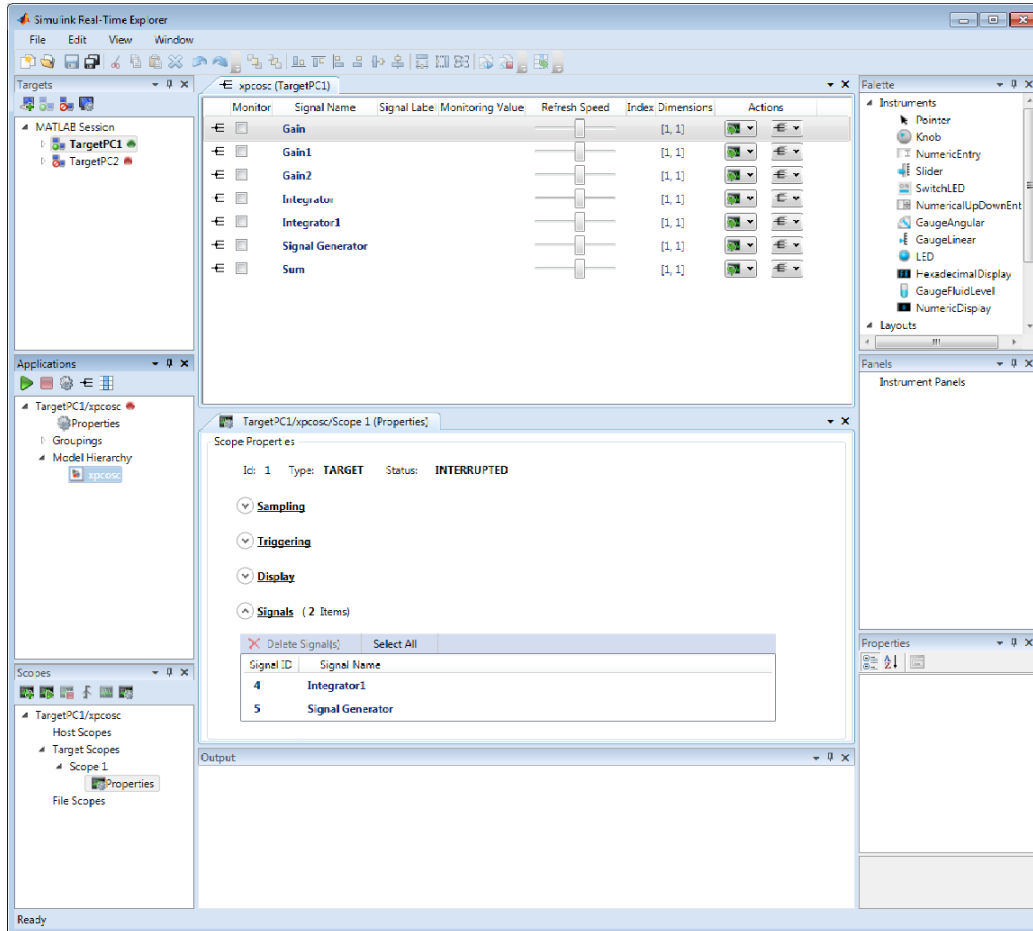 Simulink Real-Time Explorer
File Edit View Window
Targets
MATLAB Session
TargetPC1
TargetPC2
xpcosc (TargetPC1)
Monitor Signal Name Signal Label Monitoring Value Refresh Speed Index Dimensions Actions
Gain [1, 1]
Gain1 [1, 1]
Gain2 [1, 1]
Integrator [1, 1]
Integrator1 [1, 1]
Signal Generator [1, 1]
Sum [1, 1]
Palette
Instruments
Pointer
Knob
NumericEntry
Slider
SwitchLED
NumericalUpDownEnt
GaugeAngular
GaugeLinear
LED
HexadecimalDisplay
GaugeFluidLevel
NumericDisplay
Layouts
Applications
TargetPC1/xpcosc
Properties
Groupings
Model Hierarchy
xpcosc
TargetPC1/xpcosc/Scope 1 (Properties)
Scope Properties
Id: 1 Type: TARGET Status: INTERRUPTED
Sampling
Triggering
Display
Signals ( 2 Items)
Delete Signal(s) Select All
Signal ID Signal Name
4 Integrator1
5 Signal Generator
Panels
Instrument Panels
Scopes
TargetPC1/xpcosc
Host Scopes
Target Scopes
Scope 1
Properties
File Scopes
Output
Properties
Ready